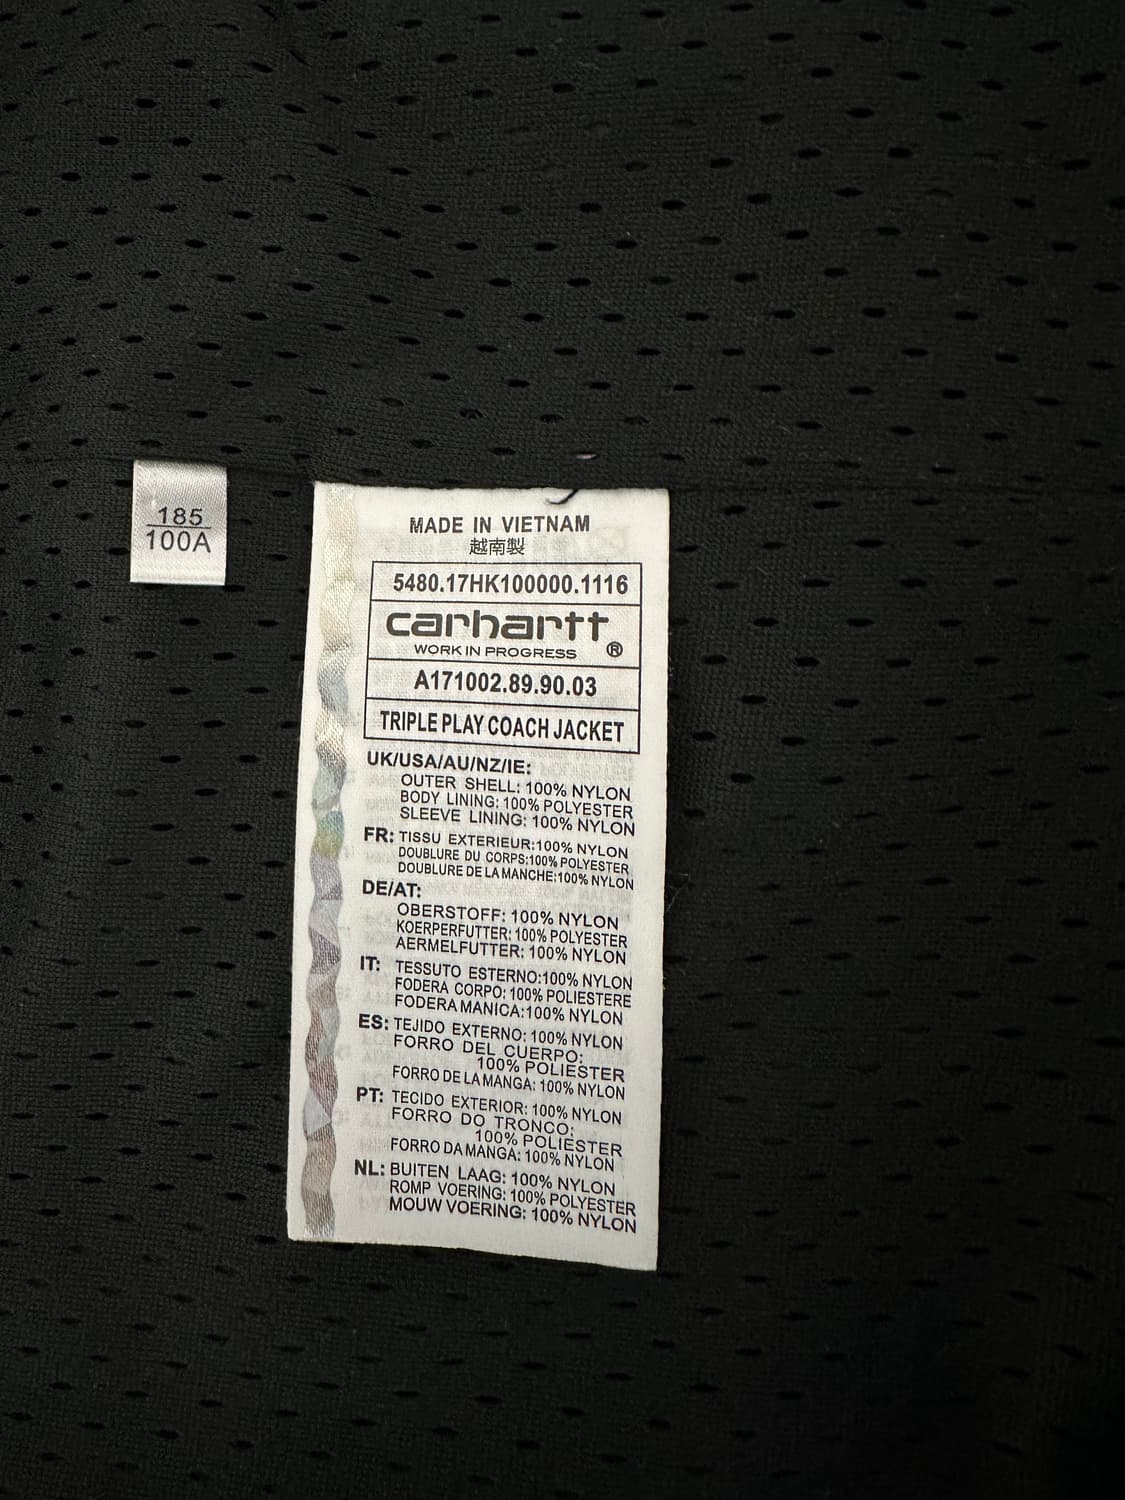 185
100A
MADE IN VIETNAM
越南製
5480.17HK100000.1116
carhartt®
WORK IN PROGRESS
A171002.89.90.03
TRIPLE PLAY COACH JACKET
UK/USA/AU/NZ/IE:
OUTER SHELL: 100% NYLON
BODY LINING: 100% POLYESTER
SLEEVE LINING: 100% NYLON
FR: TISSU EXTERIEUR:100% NYLON
DOUBLURE DU CORPS:100% POLYESTER
DOUBLURE DE LA MANCHE:100% NYLON
DE/AT:
OBERSTOFF: 100% NYLON
KOERPERFUTTER: 100% POLYESTER
AERMELFUTTER: 100% NYLON
IT: TESSUTO ESTERNO:100% NYLON
FODERA CORPO: 100% POLIESTERE
FODERA MANICA:100% NYLON
ES: TEJIDO EXTERNO: 100% NYLON
FORRO DEL CUERPO:
100% POLIESTER
FORRO DE LA MANGA: 100% NYLON
PT: TECIDO EXTERIOR: 100% NYLON
FORRO DO TRONCO:
100% POLIESTER
FORRO DA MANGA: 100% NYLON
NL: BUITEN LAAG: 100% NYLON
ROMP VOERING: 100% POLYESTER
MOUW VOERING: 100% NYLON